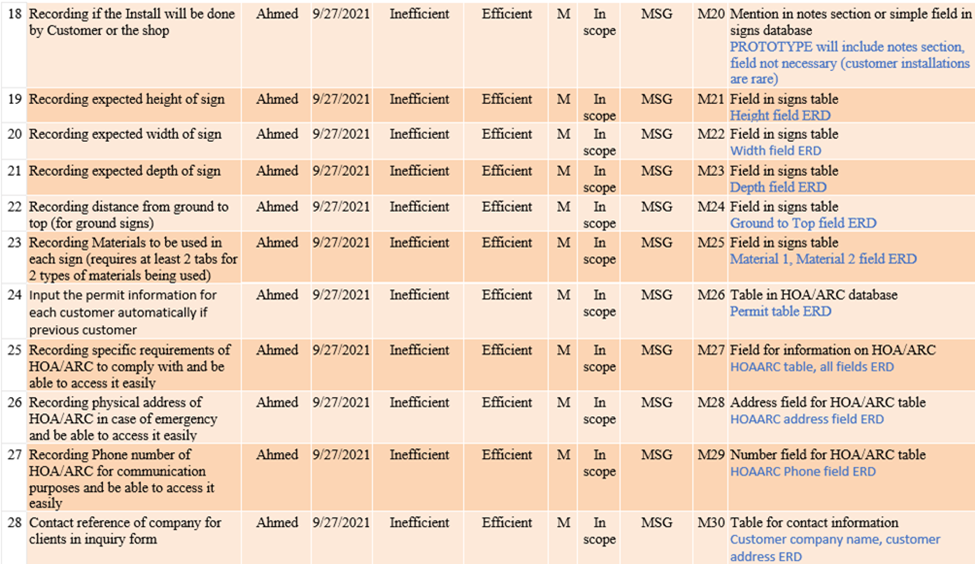 18 Recording if the Install will be done Ahmed 9/27/2021 Inefficient Efficient M In MSG M20 Mention in notes section or simple field in
by Customer or the shop scope signs database
PROTOTYPE will include notes section,
field not necessary (customer installations
are rare)
19 Recording expected height of sign Ahmed 9/27/2021 Inefficient Efficient M In MSG M21 Field in signs table
scope Height field ERD
20 Recording expected width of sign Ahmed 9/27/2021 Inefficient Efficient M In MSG M22 Field in signs table
scope Width field ERD
21 Recording expected depth of sign Ahmed 9/27/2021 Inefficient Efficient M In MSG M23 Field in signs table
scope Depth field ERD
22 Recording distance from ground to Ahmed 9/27/2021 Inefficient Efficient M In MSG M24 Field in signs table
top (for ground signs) scope Ground to Top field ERD
23 Recording Materials to be used in Ahmed 9/27/2021 Inefficient Efficient M In MSG M25 Field in signs table
each sign (requires at least 2 tabs for scope Material 1, Material 2 field ERD
2 types of materials being used)
24 Input the permit information for Ahmed 9/27/2021 Inefficient Efficient M In MSG M26 Table in HOA/ARC database
each customer automatically if scope Permit table ERD
previous customer
25 Recording specific requirements of Ahmed 9/27/2021 Inefficient Efficient M In MSG M27 Field for information on HOA/ARC
HOA/ARC to comply with and be scope HOAARC table, all fields ERD
able to access it easily
26 Recording physical address of Ahmed 9/27/2021 Inefficient Efficient M In MSG M28 Address field for HOA/ARC table
HOA/ARC in case of emergency scope HOAARC address field ERD
and be able to access it easily
27 Recording Phone number of Ahmed 9/27/2021 Inefficient Efficient M In MSG M29 Number field for HOA/ARC table
HOA/ARC for communication scope HOAARC Phone field ERD
purposes and be able to access it
easily
28 Contact reference of company for Ahmed 9/27/2021 Inefficient Efficient M In MSG M30 Table for contact information
clients in inquiry form scope Customer company name, customer
address ERD